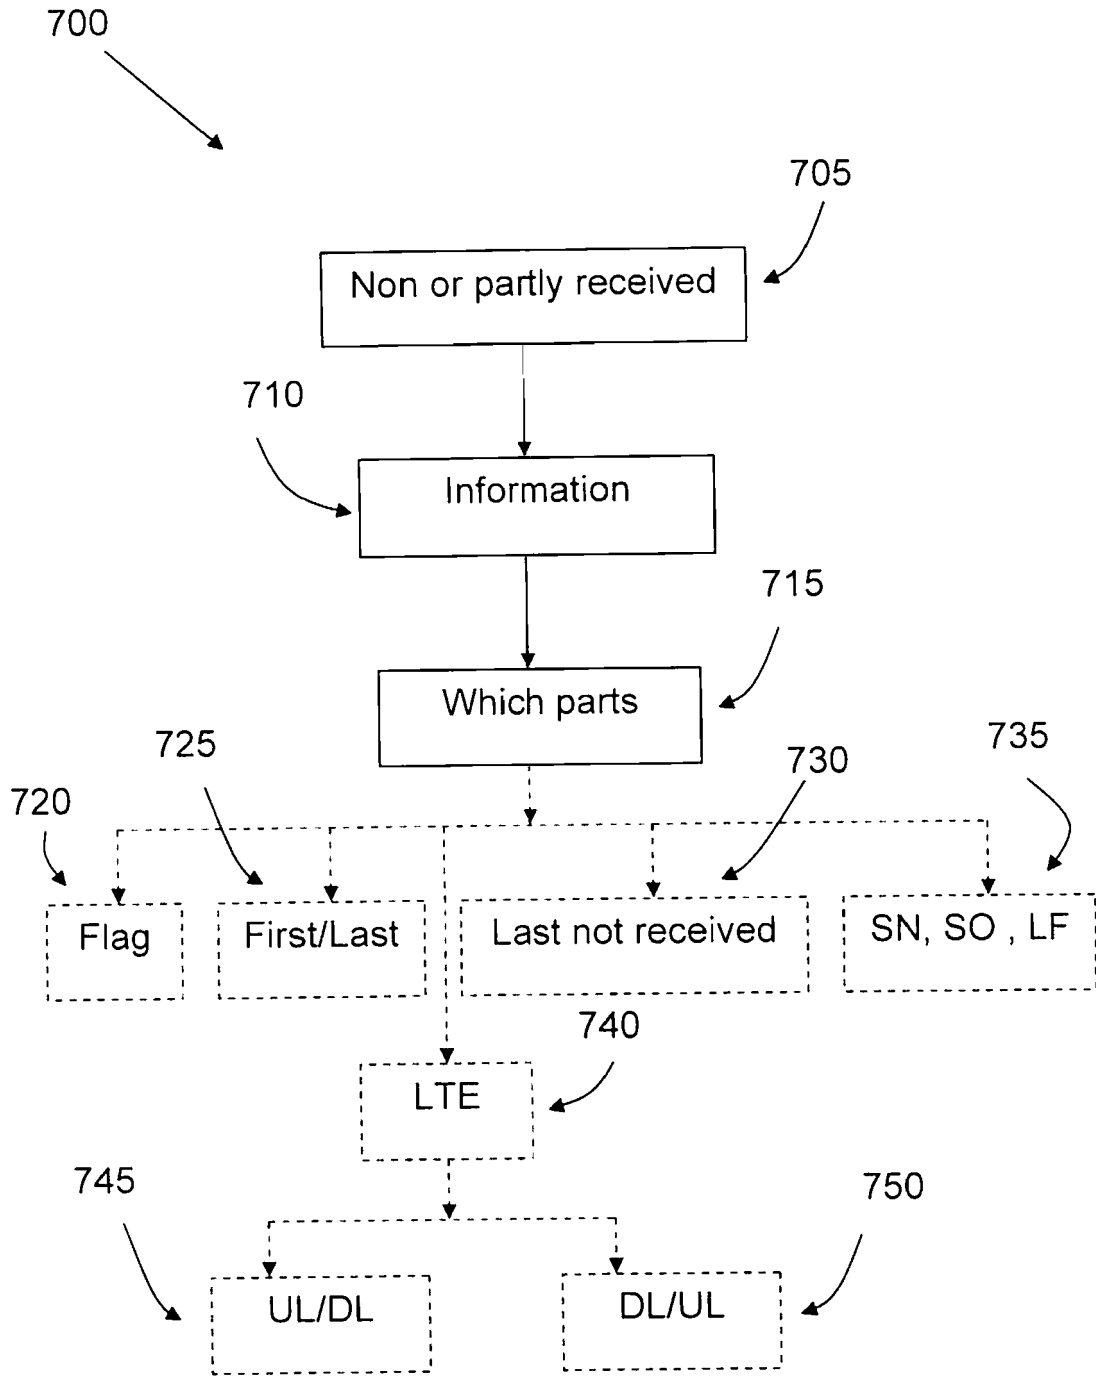 700
705
Non or partly received
710
Information
715
Which parts
725
730
735
720
Flag
First/Last
Last not received
SN, SO , LF
740
LTE
745
750
UL/DL
DL/UL